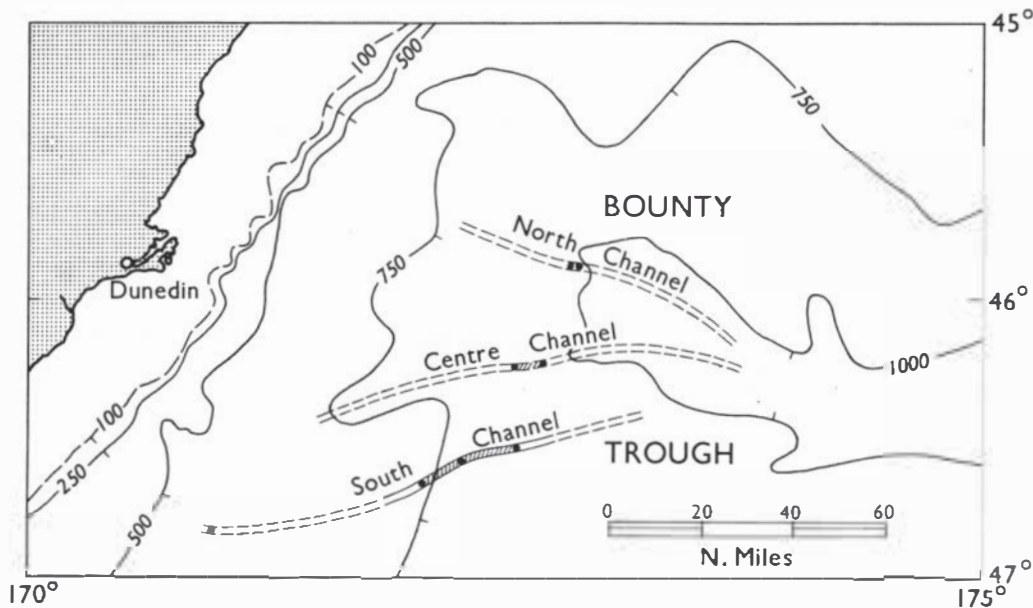 45°
100
500
750
BOUNTY
North Channel
750
Dunedin
46°
Centre Channel
1000
100
South Channel
TROUGH
250
500
0 20 40 60
N. Miles
47°
170° 175°